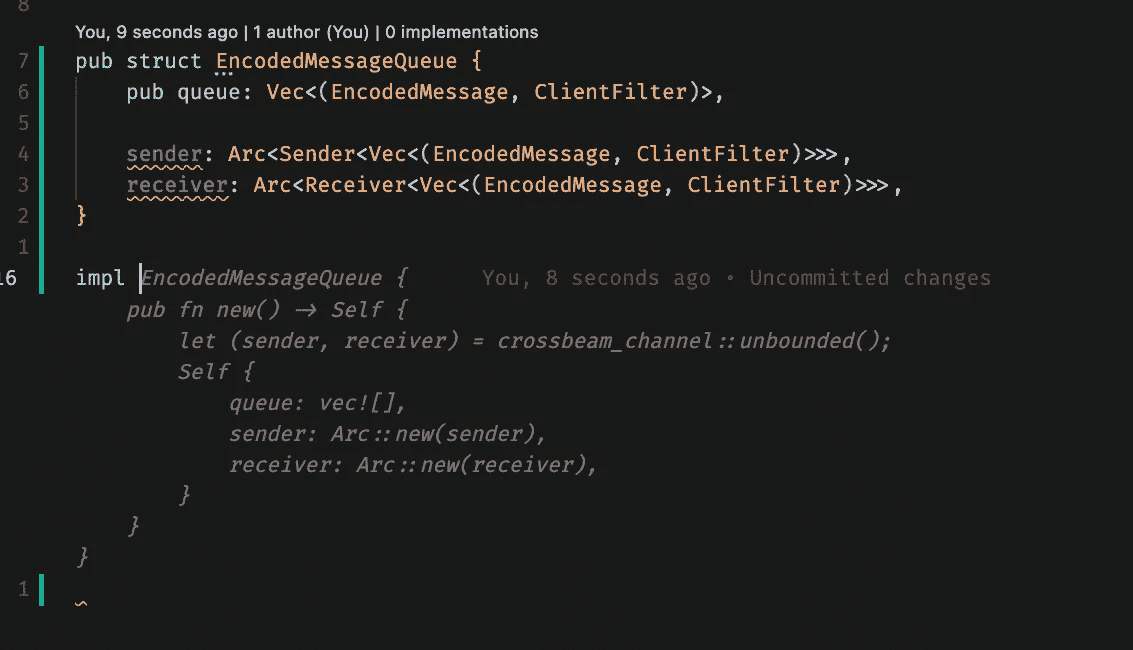 8
You, 9 seconds ago | 1 author (You) | 0 implementations
7 pub struct EncodedMessageQueue {
6 pub queue: Vec<(EncodedMessage, ClientFilter)>,
5
4 sender: Arc<Sender<Vec<(EncodedMessage, ClientFilter)>>>,
3 receiver: Arc<Receiver<Vec<(EncodedMessage, ClientFilter)>>>,
2 }
1
16 impl EncodedMessageQueue { You, 8 seconds ago • Uncommitted changes
pub fn new() -> Self {
let (sender, receiver) = crossbeam_channel::unbounded();
Self {
queue: vec![],
sender: Arc::new(sender),
receiver: Arc::new(receiver),
}
}
}
1